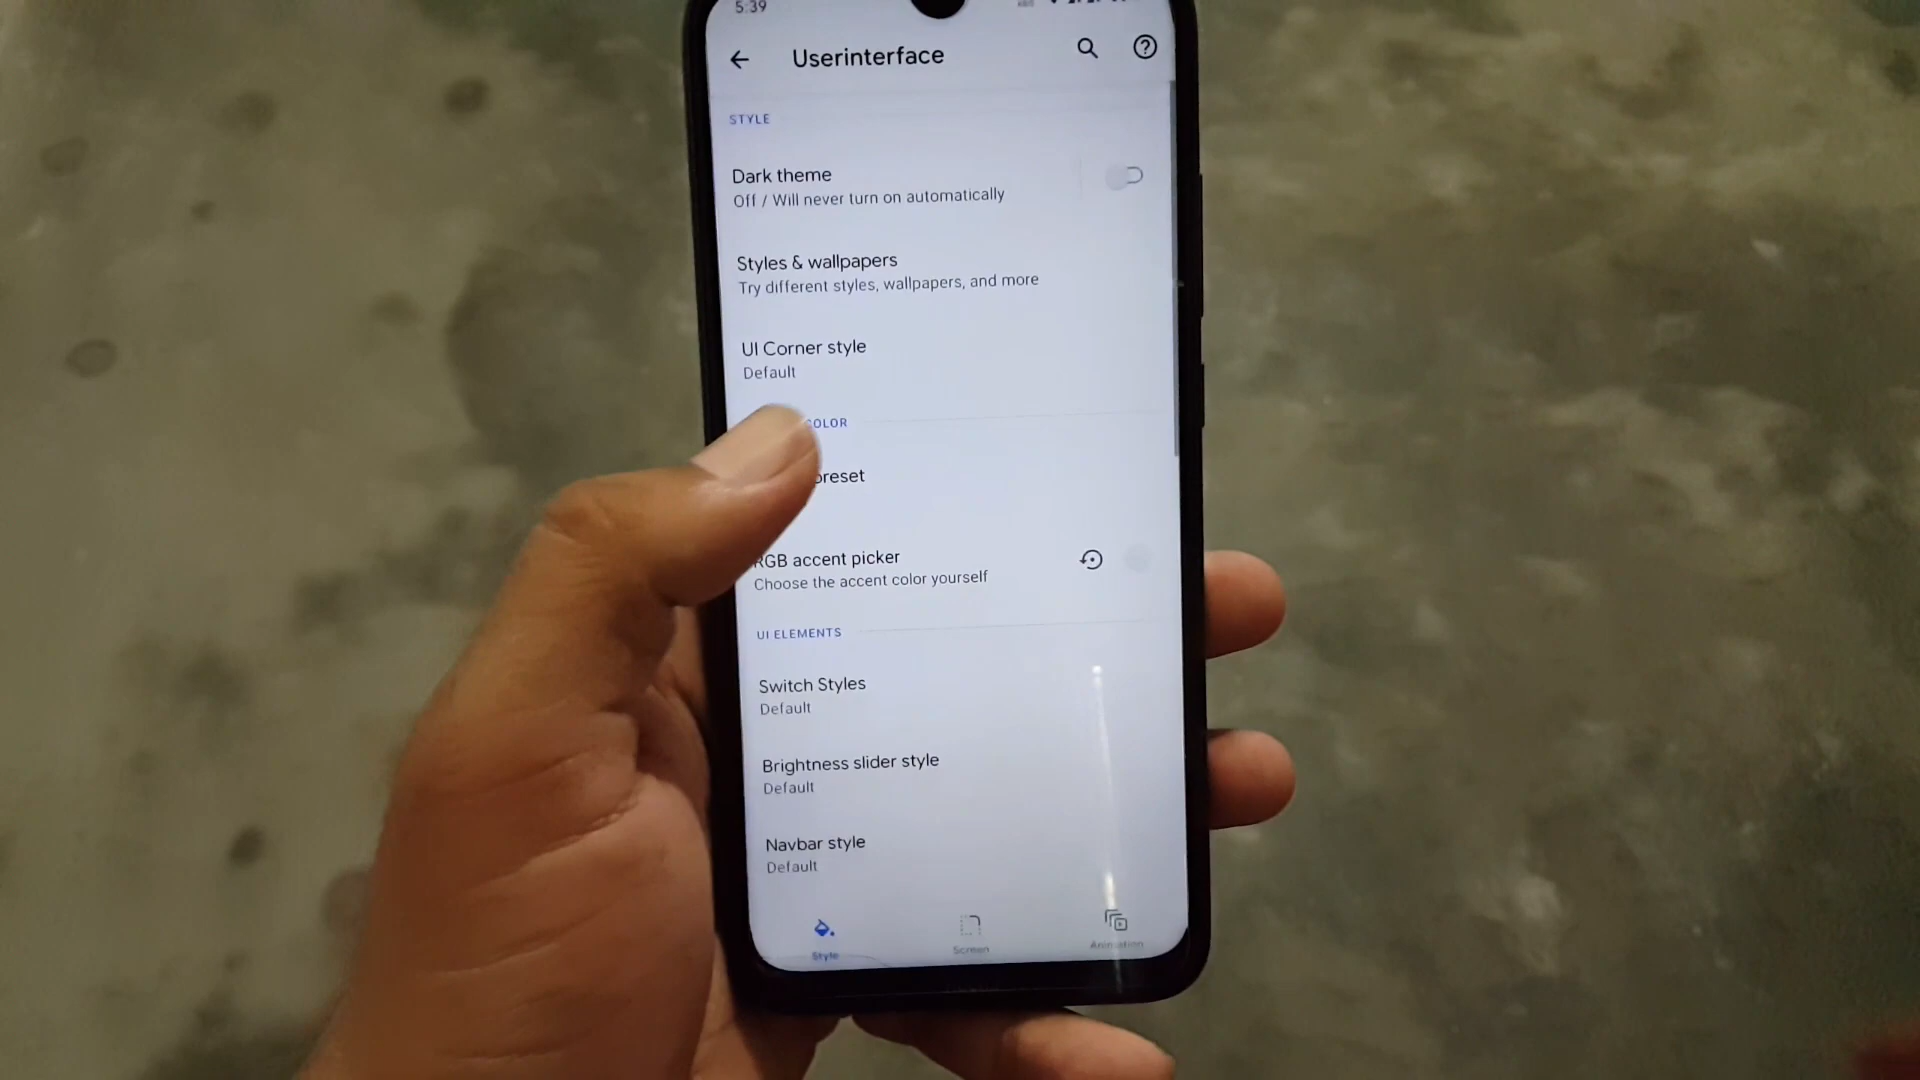 5:39
Userinterface
STYLE
Dark theme
Off / Will never turn on automatically
Styles & wallpapers
Try different styles, wallpapers, and more
UI Corner style
Default
COLOR
preset
RGB accent picker
Choose the accent color yourself
UI ELEMENTS
Switch Styles
Default
Brightness slider style
Default
Navbar style
Default
Style
Screen
Animation